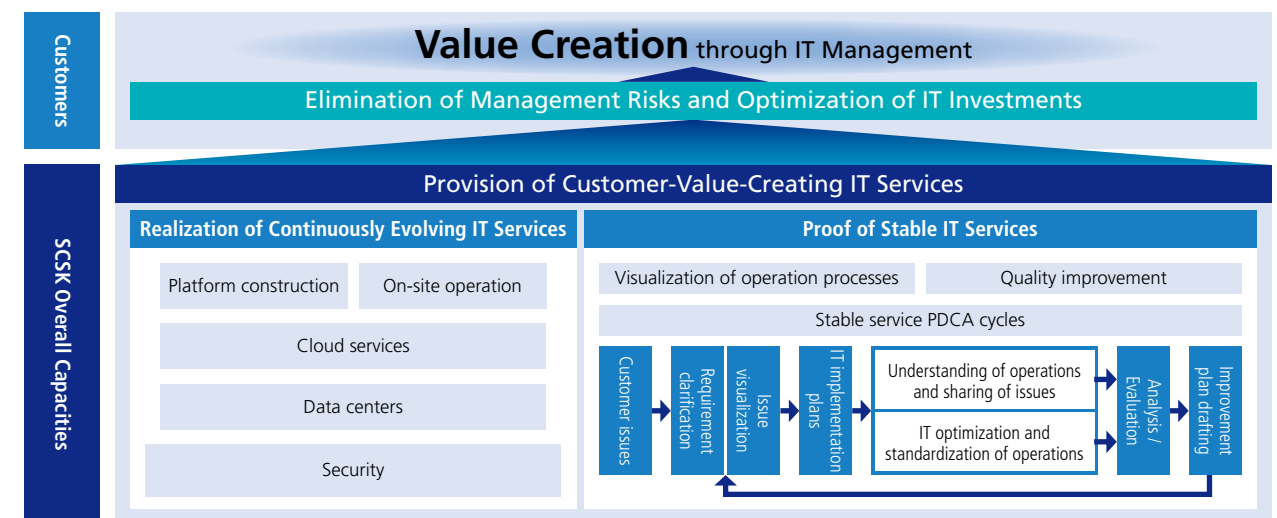 Customers
Value Creation through IT Management
Elimination of Management Risks and Optimization of IT Investments
SCSK Overall Capacities
Provision of Customer-Value-Creating IT Services
Realization of Continuously Evolving IT Services
Platform construction
On-site operation
Cloud services
Data centers
Security
Proof of Stable IT Services
Visualization of operation processes
Quality improvement
Stable service PDCA cycles
Customer issues
Requirement
clarification
Issue
visualization
IT implementation
plans
Understanding of operations
and sharing of issues
IT optimization and
standardization of operations
Analysis /
Evaluation
Improvement
plan drafting